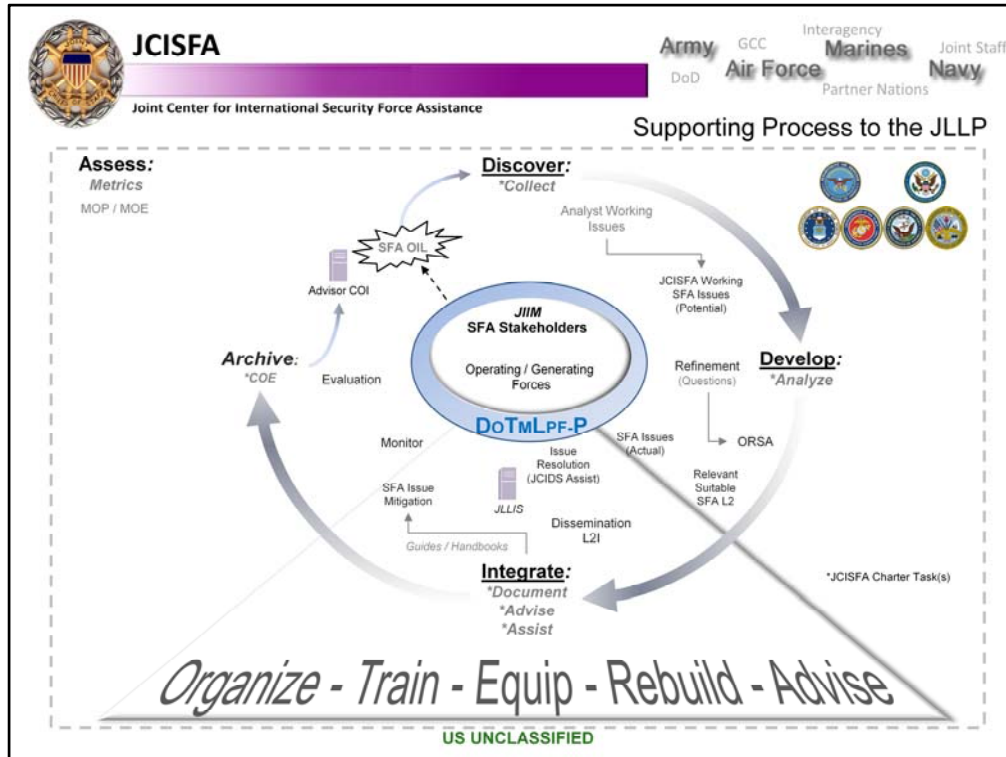 JCISFA
Joint Center for International Security Force Assistance
Interagency
Army GCC Marines Joint Staff
DoD Air Force Navy
Partner Nations
Supporting Process to the JLLP
Assess:
Metrics
MOP / MOE
Discover:
*Collect
Analyst Working
Issues
SFA OIL
Advisor COI
JCISFA Working
SFA Issues
(Potential)
JIIM
SFA Stakeholders
Operating / Generating
Forces
DOTMLPF-P
Archive:
*COE
Evaluation
Refinement
(Questions)
Develop:
*Analyze
Monitor
SFA Issues
(Actual)
ORSA
Issue
Resolution
(JCIDS Assist)
Relevant
Suitable
SFA L2
SFA Issue
Mitigation
JLLIS
Dissemination
L2I
Guides / Handbooks
Integrate:
*Document
*Advise
*Assist
*JCISFA Charter Task(s)
Organize - Train - Equip - Rebuild - Advise
US UNCLASSIFIED